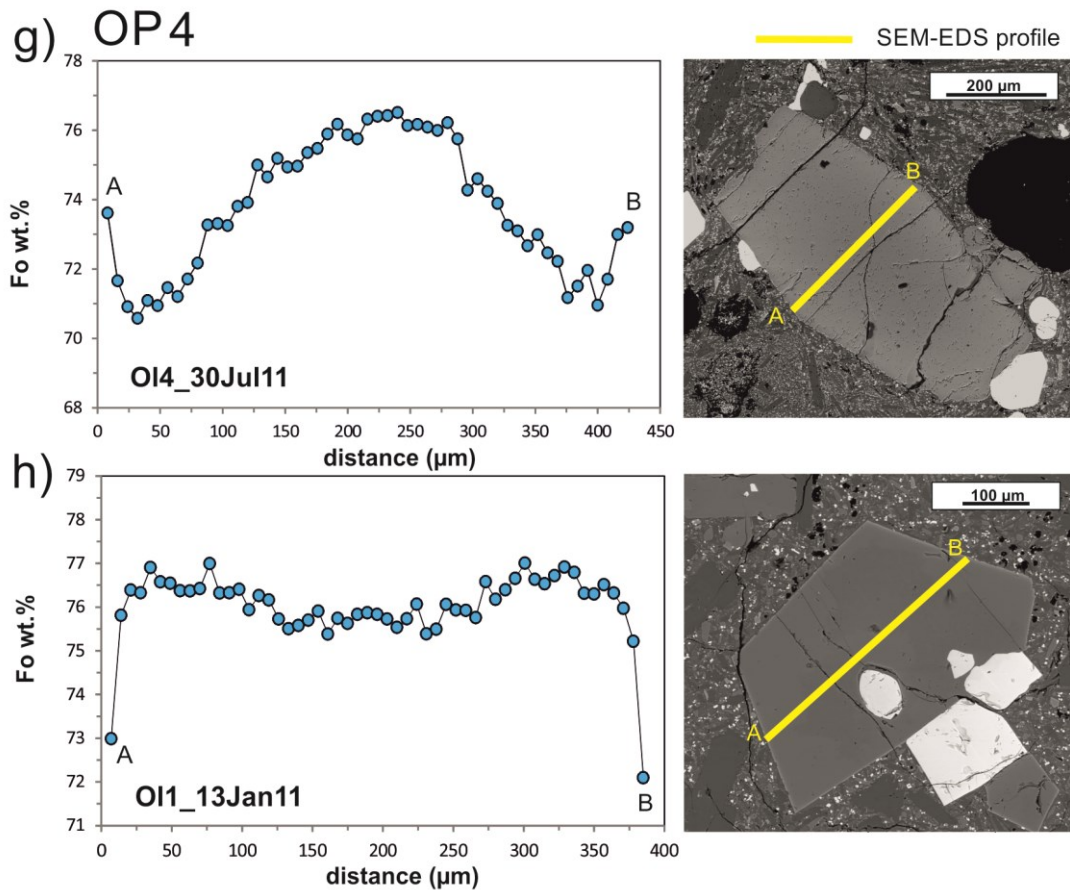 g) OP4
SEM-EDS profile
Fo wt.%
78
76
74
72
70
68
A
B
Ol4_30Jul11
0 50 100 150 200 250 300 350 400 450
distance (µm)
200 µm
B
A
h)
Fo wt.%
79
78
77
76
75
74
73
72
71
A
B
Ol1_13Jan11
0 50 100 150 200 250 300 350 400
distance (µm)
100 µm
B
A